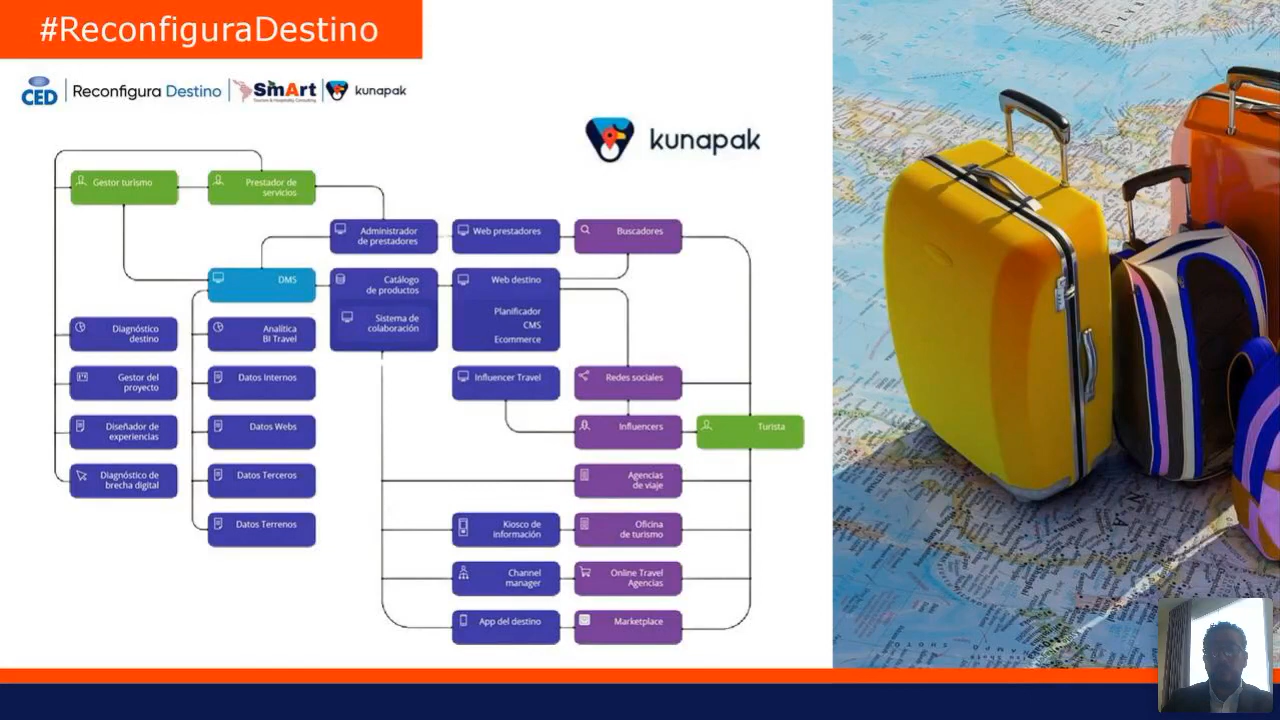 #ReconfiguraDestino
CED
Reconfigura Destino
SmArt
Tourism & Hospitality Consulting
kunapak
kunapak
Gestor turismo
Prestador de
servicios
Administrador
de prestadores
Web prestadores
Buscadores
DMS
Catálogo
de productos
Sistema de
colaboración
Web destino
Planificador
CMS
Ecommerce
Diagnóstico
destino
Analítica
BI Travel
Gestor del
proyecto
Datos Internos
Influencer Travel
Redes sociales
Diseñador de
experiencias
Datos Webs
Influencers
Turista
Diagnóstico de
brecha digital
Datos Terceros
Agencias
de viaje
Datos Terrenos
Kiosco de
información
Oficina
de turismo
Channel
manager
Online Travel
Agencias
App del destino
Marketplace